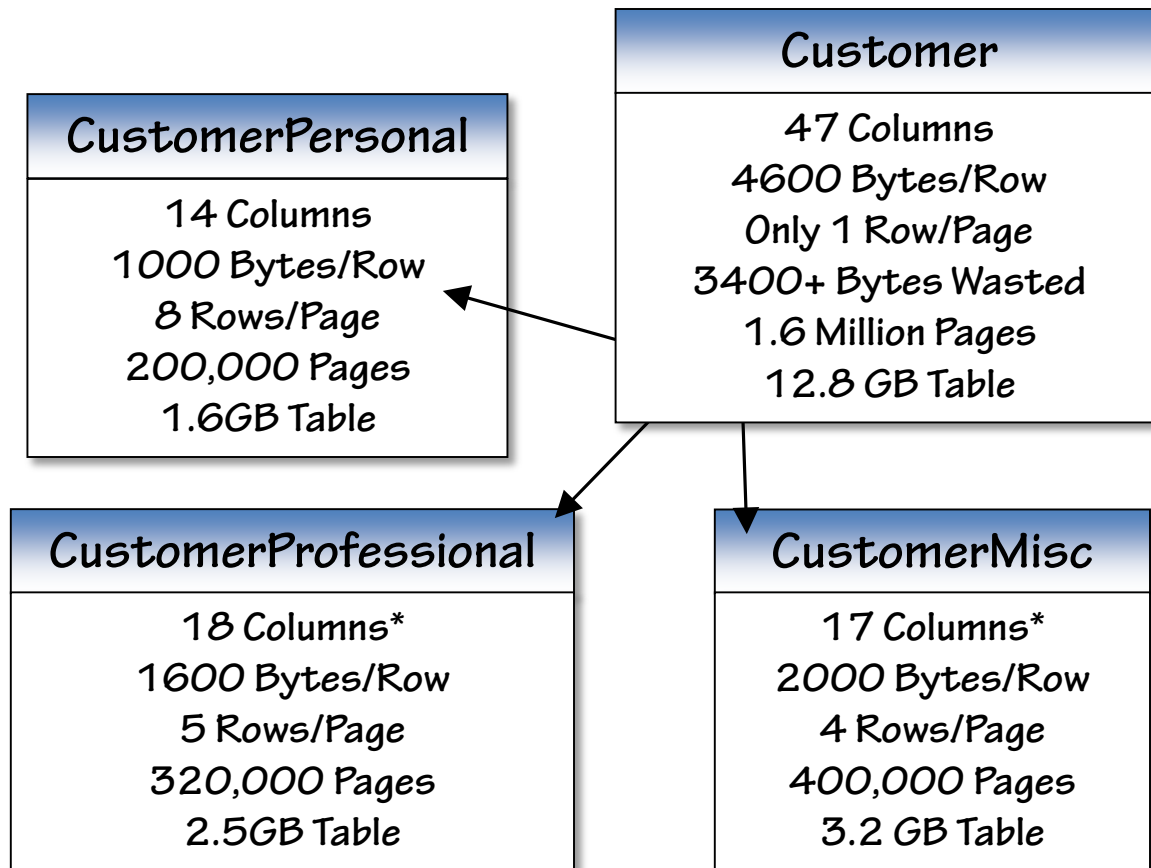 Customer
47 Columns
4600 Bytes/Row
Only 1 Row/Page
3400+ Bytes Wasted
1.6 Million Pages
12.8 GB Table
CustomerPersonal
14 Columns
1000 Bytes/Row
8 Rows/Page
200,000 Pages
1.6GB Table
CustomerProfessional
18 Columns*
1600 Bytes/Row
5 Rows/Page
320,000 Pages
2.5GB Table
CustomerMisc
17 Columns*
2000 Bytes/Row
4 Rows/Page
400,000 Pages
3.2 GB Table